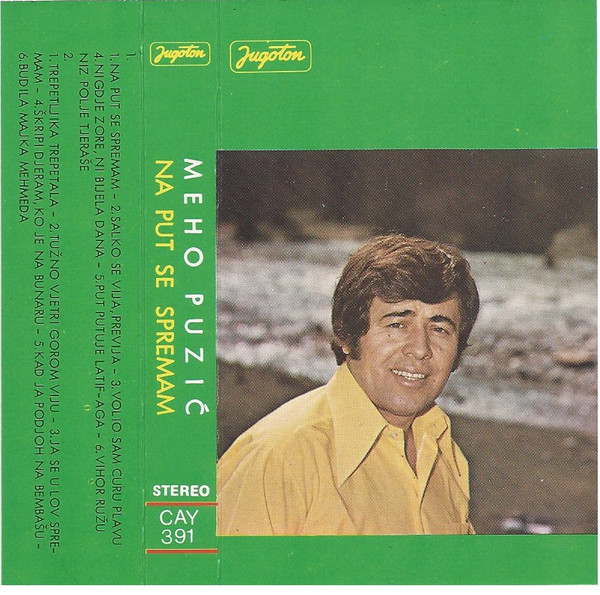 Jugoton
Jugoton
MEHO PUZIĆ
NA PUT SE SPREMAM
STEREO
CAY
391
1.
1. NA PUT SE SPREMAM – 2. SALKO SE VIJA, PREVIJA – 3. VOLIO SAM CURU PLAVU
4. NIGDJE ZORE, NI BIJELA DANA – 5. PUT PUTUJE LATIF-AGA – 6. VIHOR RUŽU
NIZ POLJE TJERAŠE
2.
1. TREPETLJIKA TREPETALA – 2. TUŽNO VJETRI GOROM VIJU – 3. JA SE U LOV SPRE-
MAM – 4. ŠKRIPI DJERAM, KO JE NA BUNARU – 5. KAD JA PODJOH NA BEMBAŠU –
6. BUDILA MAJKA MEHMEDA